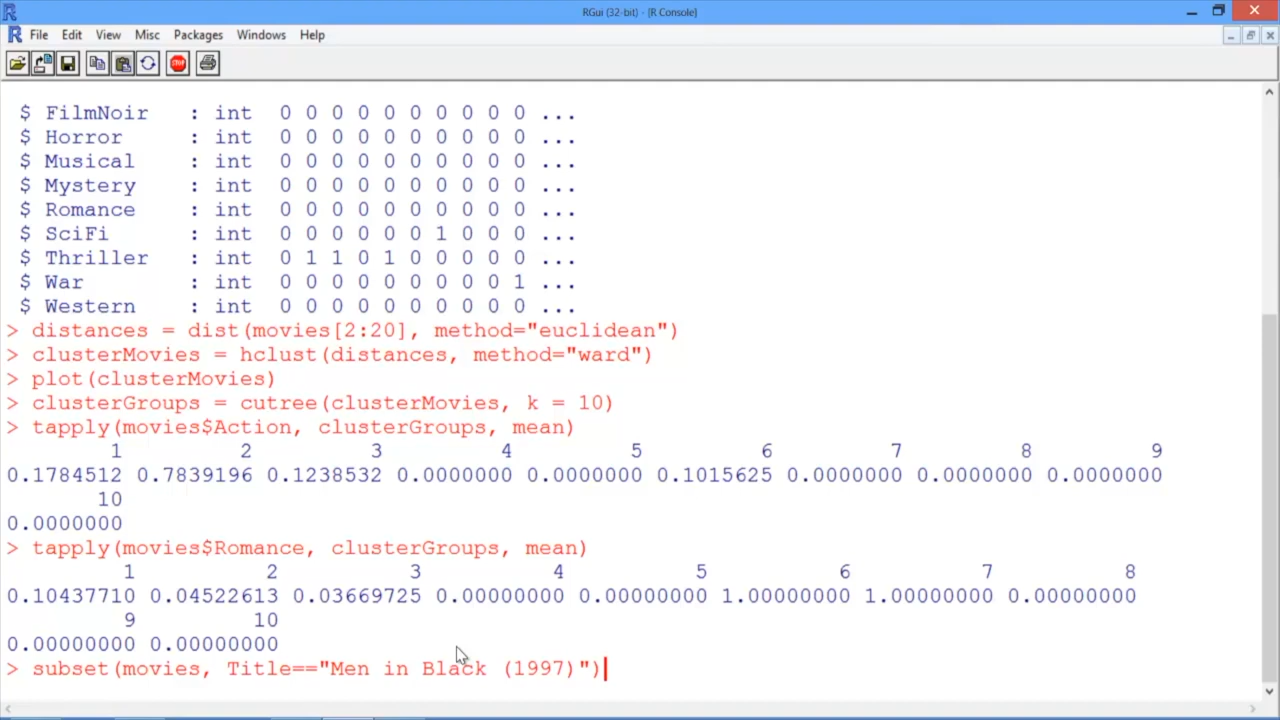 RGui (32-bit) - [R Console]
File Edit View Misc Packages Windows Help
STOP
$ FilmNoir : int 0 0 0 0 0 0 0 0 0 0 ...
$ Horror : int 0 0 0 0 0 0 0 0 0 0 ...
$ Musical : int 0 0 0 0 0 0 0 0 0 0 ...
$ Mystery : int 0 0 0 0 0 0 0 0 0 0 ...
$ Romance : int 0 0 0 0 0 0 0 0 0 0 ...
$ SciFi : int 0 0 0 0 0 0 1 0 0 0 ...
$ Thriller : int 0 1 1 0 1 0 0 0 0 0 ...
$ War : int 0 0 0 0 0 0 0 0 0 1 ...
$ Western : int 0 0 0 0 0 0 0 0 0 0 ...
> distances = dist(movies[2:20], method="euclidean")
> clusterMovies = hclust(distances, method="ward")
> plot(clusterMovies)
> clusterGroups = cutree(clusterMovies, k = 10)
> tapply(movies$Action, clusterGroups, mean)
1 2 3 4 5 6 7 8 9
0.1784512 0.7839196 0.1238532 0.0000000 0.0000000 0.1015625 0.0000000 0.0000000 0.0000000
10
0.0000000
> tapply(movies$Romance, clusterGroups, mean)
1 2 3 4 5 6 7 8
0.10437710 0.04522613 0.03669725 0.00000000 0.00000000 1.00000000 1.00000000 0.00000000
9 10
0.00000000 0.00000000
> subset(movies, Title=="Men in Black (1997)")